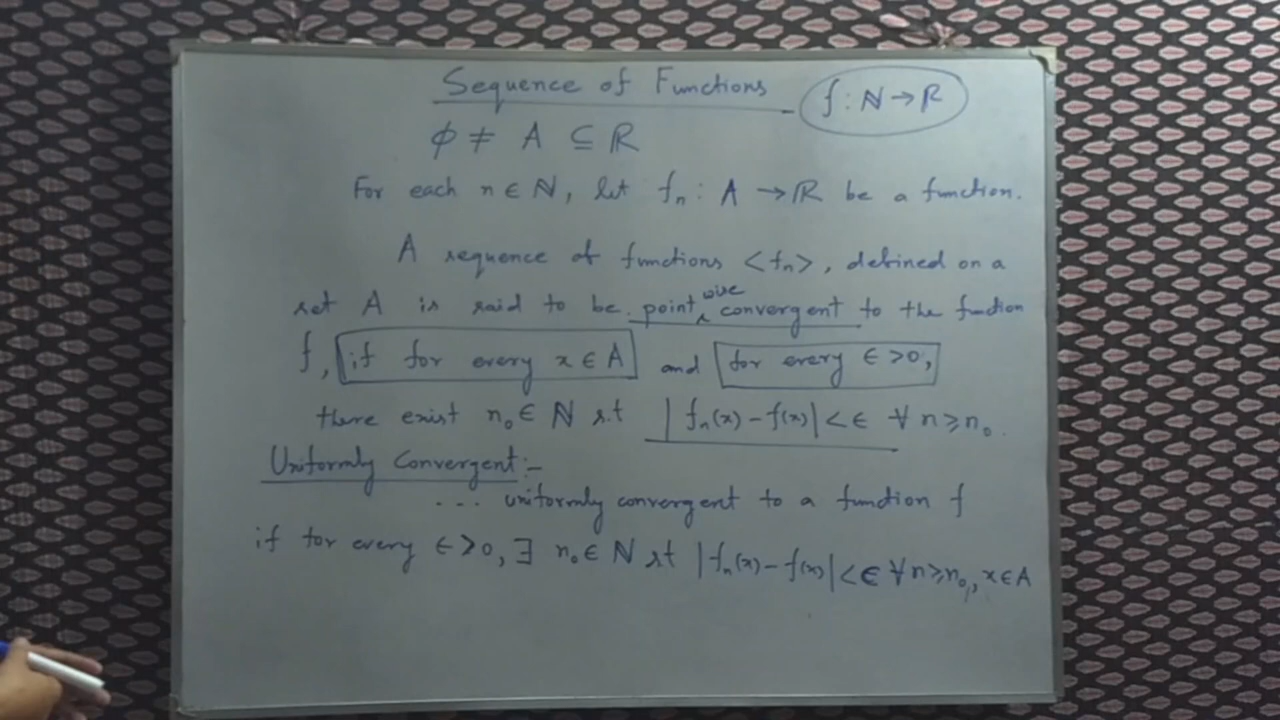 Sequence of Functions f : ℕ → ℝ
ϕ ≠ A ⊆ ℝ
For each n ∈ ℕ, let fₙ : A → ℝ be a function.
A sequence of functions <fₙ>, defined on a
set A is said to be pointwise convergent to the function
f, if for every x ∈ A and for every ϵ > 0,
there exist n₀ ∈ ℕ s.t |fₙ(x) – f(x)| < ϵ ∀ n ≥ n₀.
Uniformly Convergent :–
... uniformly convergent to a function f
if for every ϵ > 0, ∃ n₀ ∈ ℕ st |fₙ(x) – f(x)| < ϵ ∀ n ≥ n₀, x ∈ A